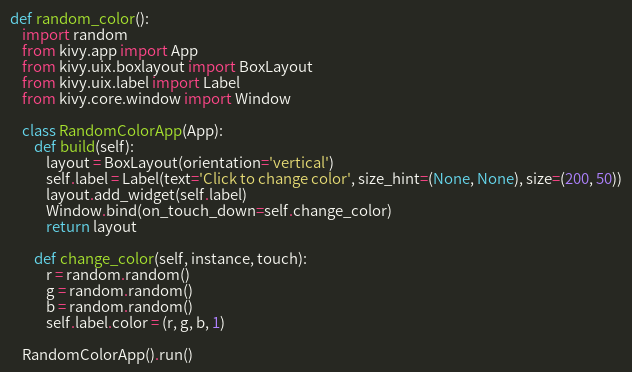 def random_color():
    import random
    from kivy.app import App
    from kivy.uix.boxlayout import BoxLayout
    from kivy.uix.label import Label
    from kivy.core.window import Window

    class RandomColorApp(App):
        def build(self):
            layout = BoxLayout(orientation='vertical')
            self.label = Label(text='Click to change color', size_hint=(None, None), size=(200, 50))
            layout.add_widget(self.label)
            Window.bind(on_touch_down=self.change_color)
            return layout

        def change_color(self, instance, touch):
            r = random.random()
            g = random.random()
            b = random.random()
            self.label.color = (r, g, b, 1)

    RandomColorApp().run()